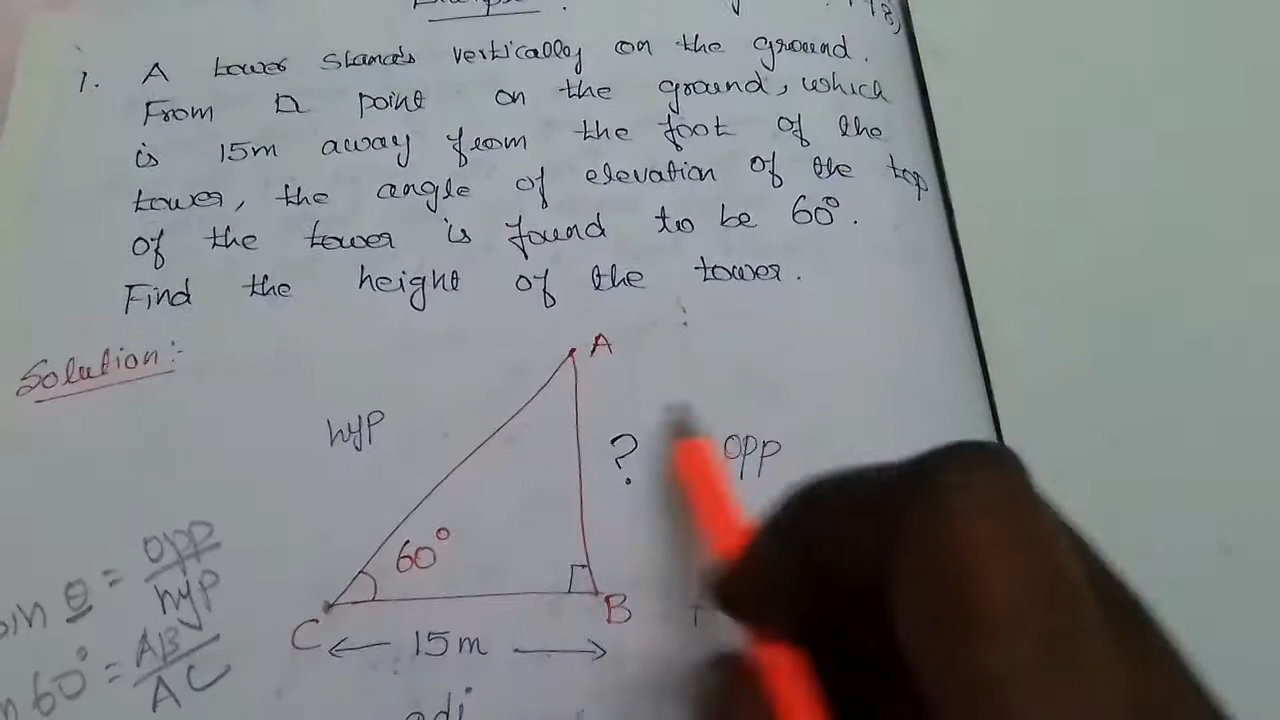 1. A tower stands vertically on the ground.
From a point on the ground, which
is 15m away from the foot of the
tower, the angle of elevation of the top
of the tower is found to be 60°.
Find the height of the tower.
Solution:-
A
hyp
?
opp
60°
C
B
← 15m →
adj
θ = opp/hyp
60° = AB/AC